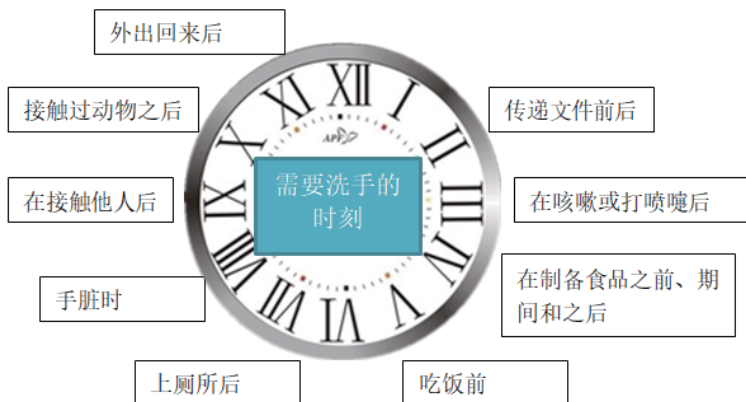 外出回来后
接触过动物之后
传递文件前后
需要洗手的
时刻
在接触他人后
在咳嗽或打喷嚏后
手脏时
在制备食品之前、期
间和之后
上厕所后
吃饭前
XII
I
II
III
V
VI
VII
VIII
IX
X
XI
APF